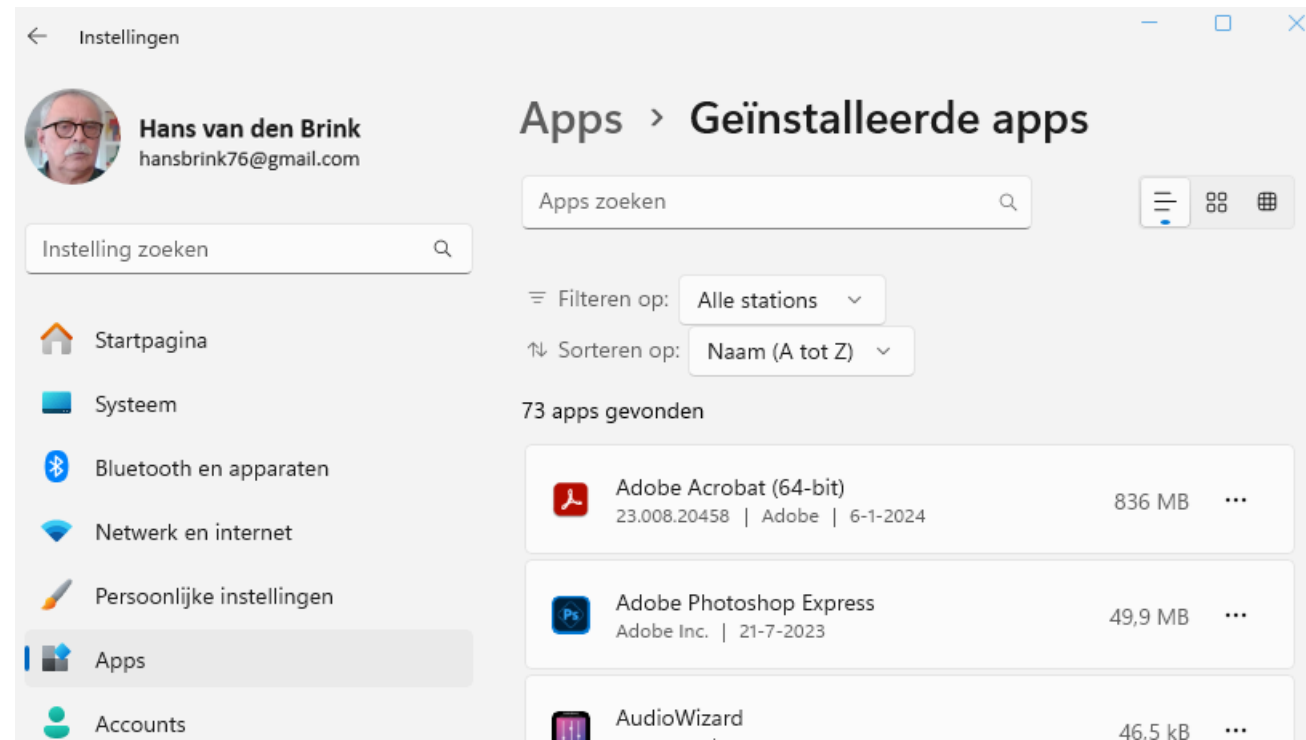 Instellingen
Hans van den Brink
hansbrink76@gmail.com
Instelling zoeken
Startpagina
Systeem
Bluetooth en apparaten
Netwerk en internet
Persoonlijke instellingen
Apps
Accounts
Apps > Geïnstalleerde apps
Apps zoeken
Filteren op: Alle stations
Sorteren op: Naam (A tot Z)
73 apps gevonden
Adobe Acrobat (64-bit)
23.008.20458 | Adobe | 6-1-2024
836 MB
Adobe Photoshop Express
Adobe Inc. | 21-7-2023
49,9 MB
AudioWizard
46,5 kB